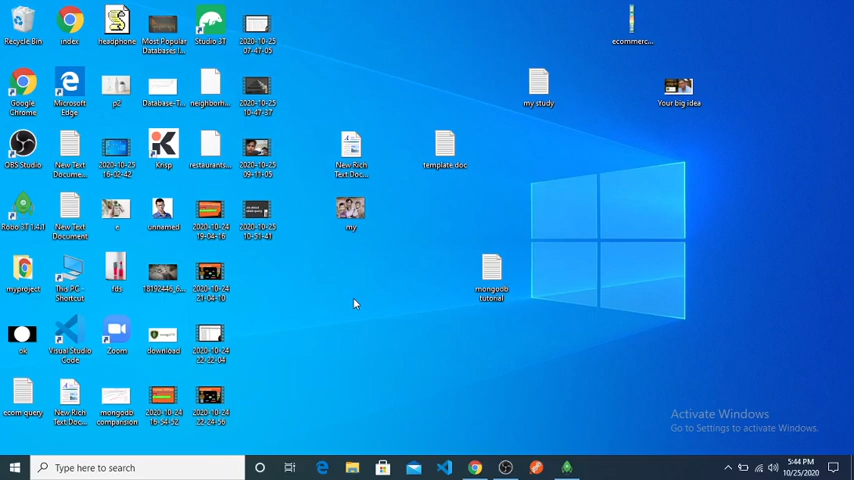 Recycle Bin
index
headphone
Most Popular
Databases I...
Studio 3T
2020-10-25
07-47-05
ecommerc...
Google
Chrome
Microsoft
Edge
p2
Database-T...
neighborh...
2020-10-25
10-47-37
my study
Your big idea
OBS Studio
New Text
Docume...
2020-10-25
16-02-42
Krisp
restaurants...
2020-10-25
09-11-05
New Rich
Text Doc...
template doc
Robo 3T 1.4.1
New Text
Document
e
unnamed
2020-10-24
19-04-16
2020-10-25
10-51-41
my
myproject
This PC -
Shortcut
fds
T8192446_6...
2020-10-24
21-04-10
mongodb
tutorial
ok
Visual Studio
Code
Zoom
download
2020-10-24
22-22-04
ecom query
New Rich
Text Doc...
mongodb
comparision
2020-10-24
16-54-52
2020-10-24
22-24-56
Activate Windows
Go to Settings to activate Windows.
Type here to search
5:44 PM
10/25/2020